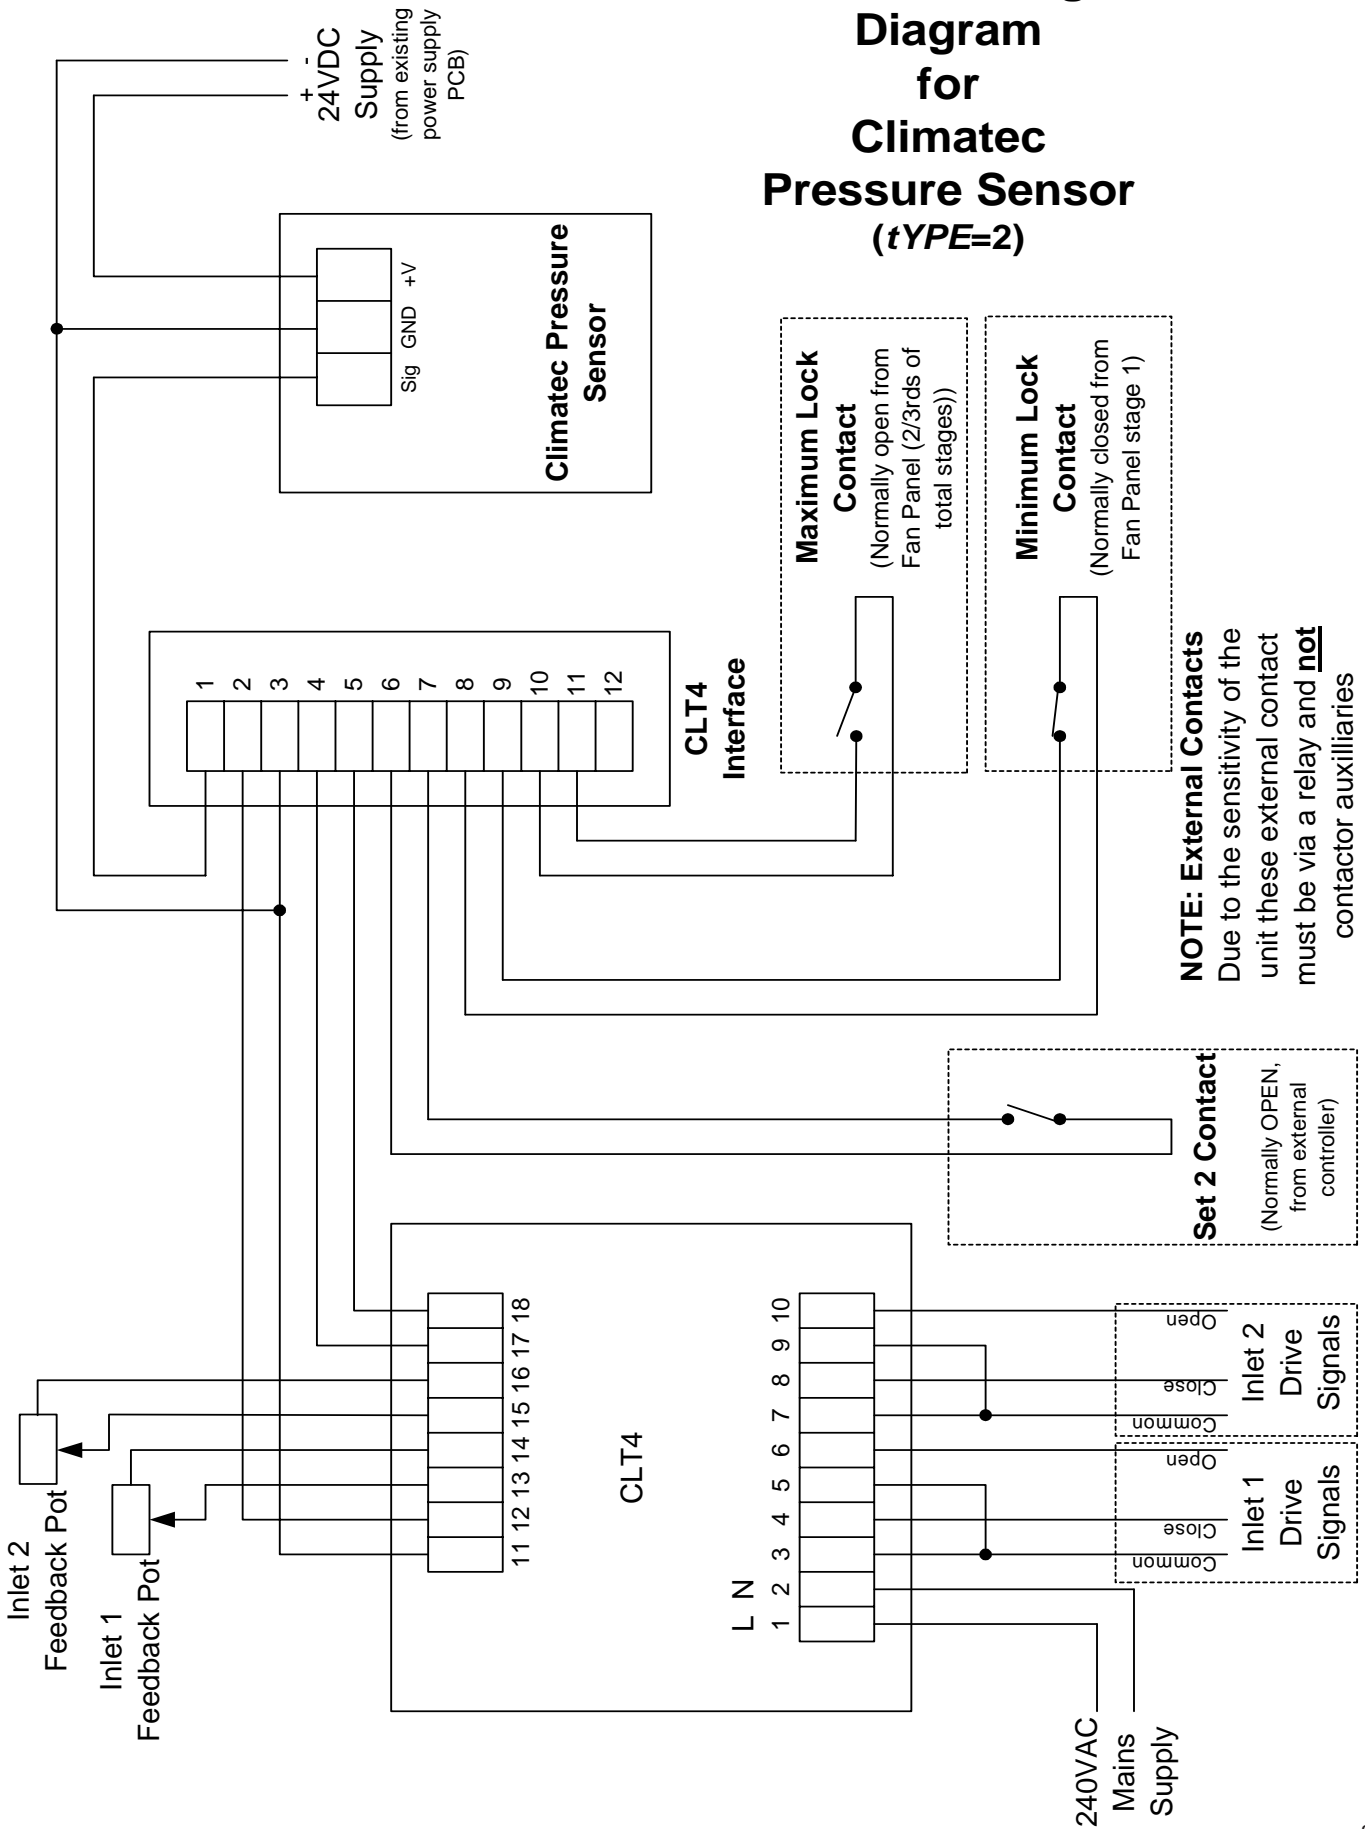 Diagram
for
Climatec
Pressure Sensor
(tYPE=2)
+ -
24VDC
Supply
(from existing
power supply
PCB)
Sig GND +V
Climatec Pressure
Sensor
1
2
3
4
5
6
7
8
9
10
11
12
CLT4
Interface
Maximum Lock
Contact
(Normally open from
Fan Panel (2/3rds of
total stages))
Minimum Lock
Contact
(Normally closed from
Fan Panel stage 1)
NOTE: External Contacts
Due to the sensitivity of the
unit these external contact
must be via a relay and not
contactor auxilliaries
Set 2 Contact
(Normally OPEN,
from external
controller)
Inlet 2
Feedback Pot
Inlet 1
Feedback Pot
11 12 13 14 15 16 17 18
CLT4
L N
1 2 3 4 5 6 7 8 9 10
Common
Close
Open
Inlet 1
Drive
Signals
Common
Close
Open
Inlet 2
Drive
Signals
240VAC
Mains
Supply